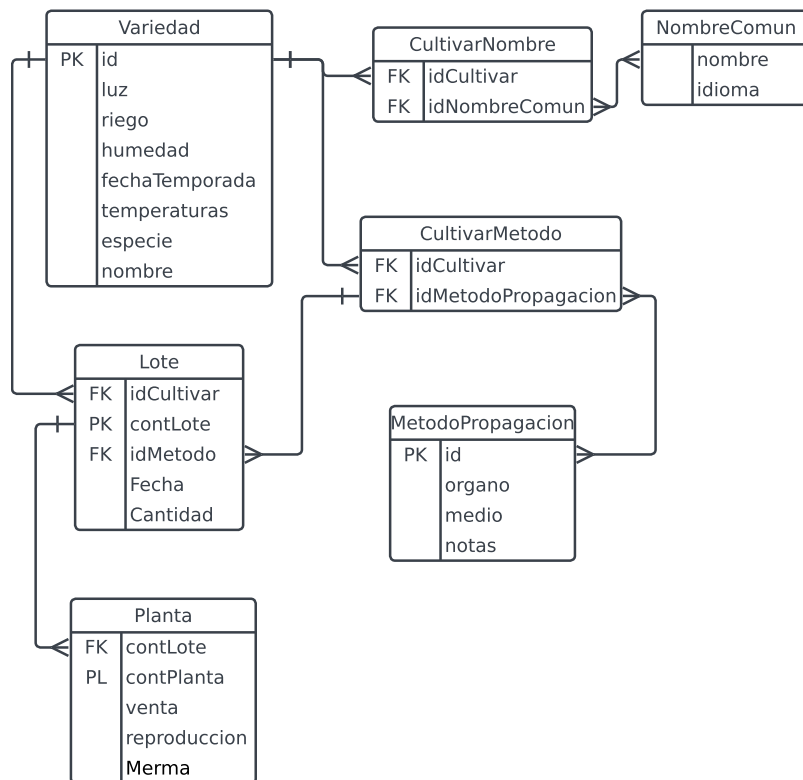 Variedad
PK id
luz
riego
humedad
fechaTemporada
temperaturas
especie
nombre
CultivarNombre
FK idCultivar
FK idNombreComun
NombreComun
nombre
idioma
CultivarMetodo
FK idCultivar
FK idMetodoPropagacion
Lote
FK idCultivar
PK contLote
FK idMetodo
Fecha
Cantidad
MetodoPropagacion
PK id
organo
medio
notas
Planta
FK contLote
PL contPlanta
venta
reproduccion
Merma